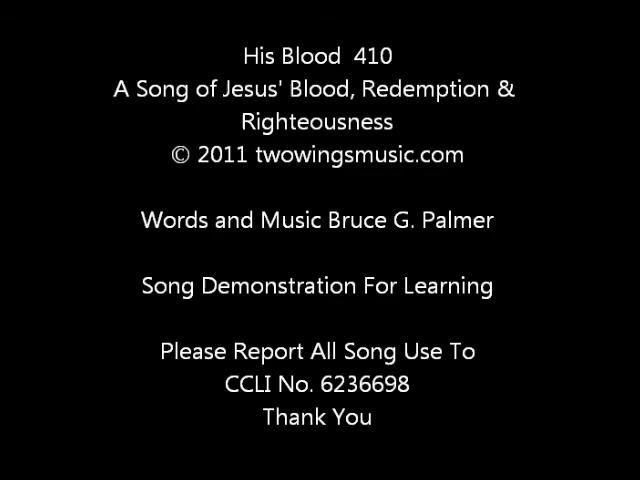 His Blood  410
A Song of Jesus' Blood, Redemption &
Righteousness
© 2011 twowingsmusic.com
Words and Music Bruce G. Palmer
Song Demonstration For Learning
Please Report All Song Use To
CCLI No. 6236698
Thank You